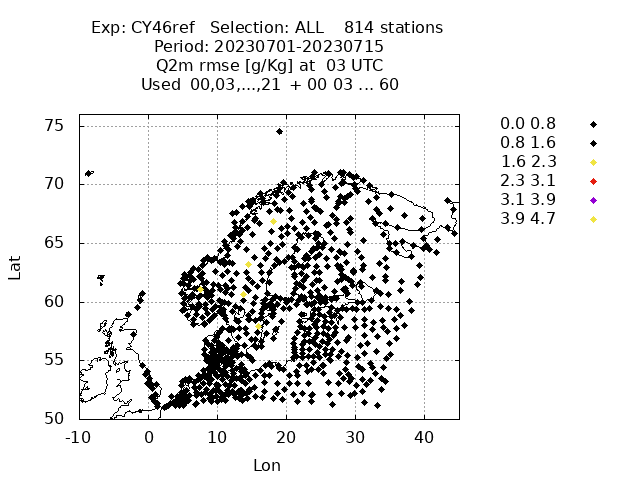 Exp: CY46ref   Selection: ALL    814 stations
Period: 20230701-20230715
Q2m rmse [g/Kg] at  03 UTC
Used  00,03,...,21  + 00 03 ... 60
75
70
65
60
55
50
-10 0 10 20 30 40
Lat
Lon
0.0 0.8
0.8 1.6
1.6 2.3
2.3 3.1
3.1 3.9
3.9 4.7